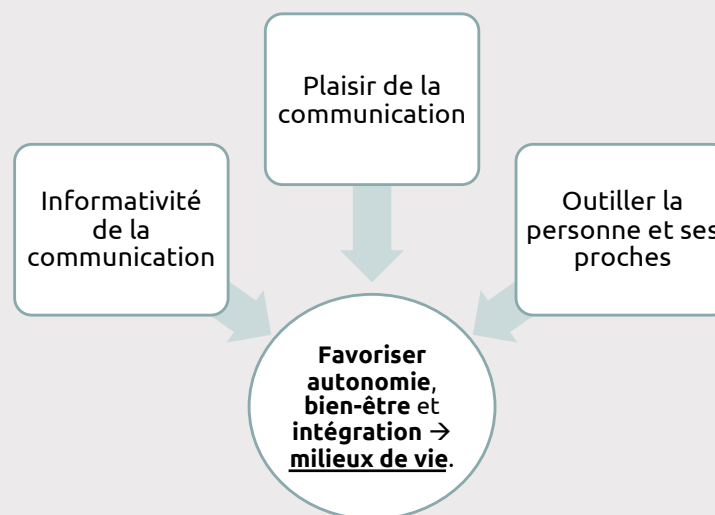 Plaisir de la
communication
Informativité
de la
communication
Outiller la
personne et ses
proches
Favoriser
autonomie,
bien-être et
intégration →
milieux de vie.